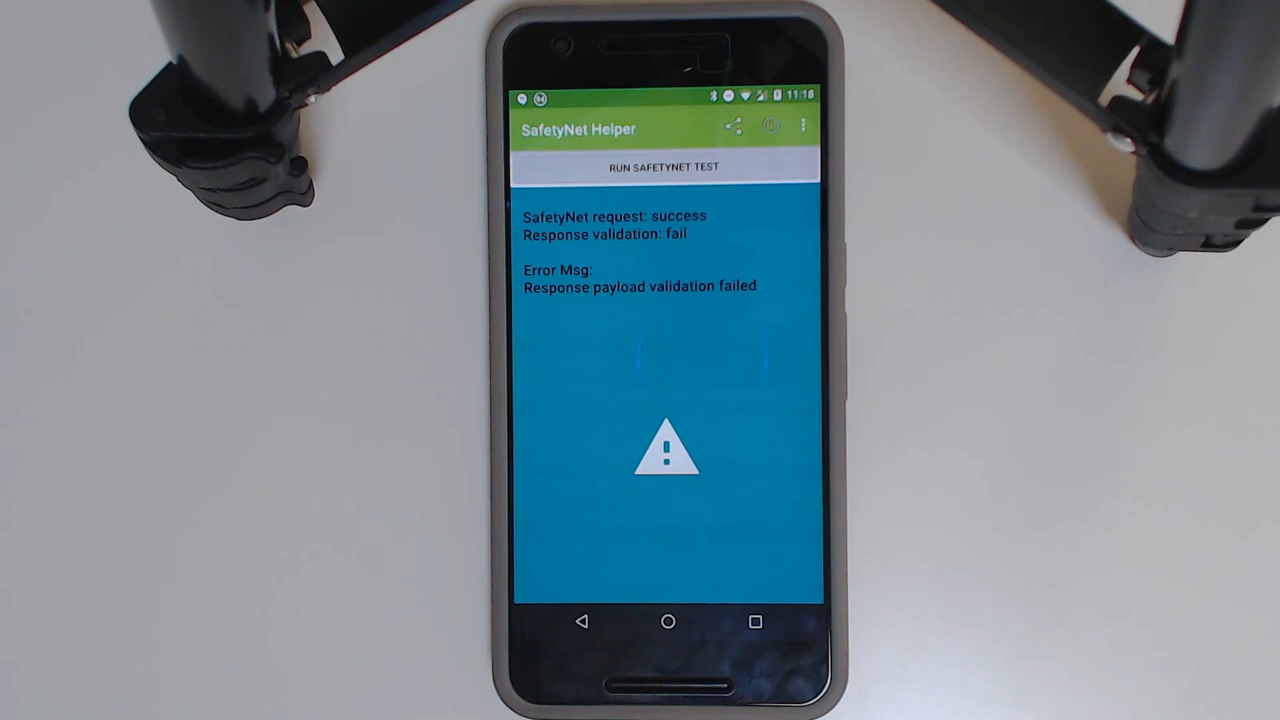 11:18
SafetyNet Helper
RUN SAFETYNET TEST
SafetyNet request: success
Response validation: fail
Error Msg:
Response payload validation failed